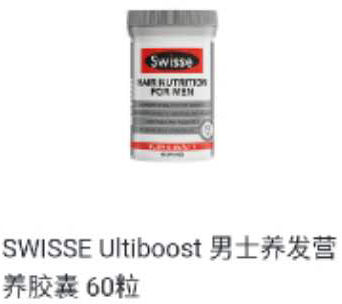 Swisse
HAIR NUTRITION
FOR MEN
SWISSE Ultiboost 男士养发营
养胶囊 60粒